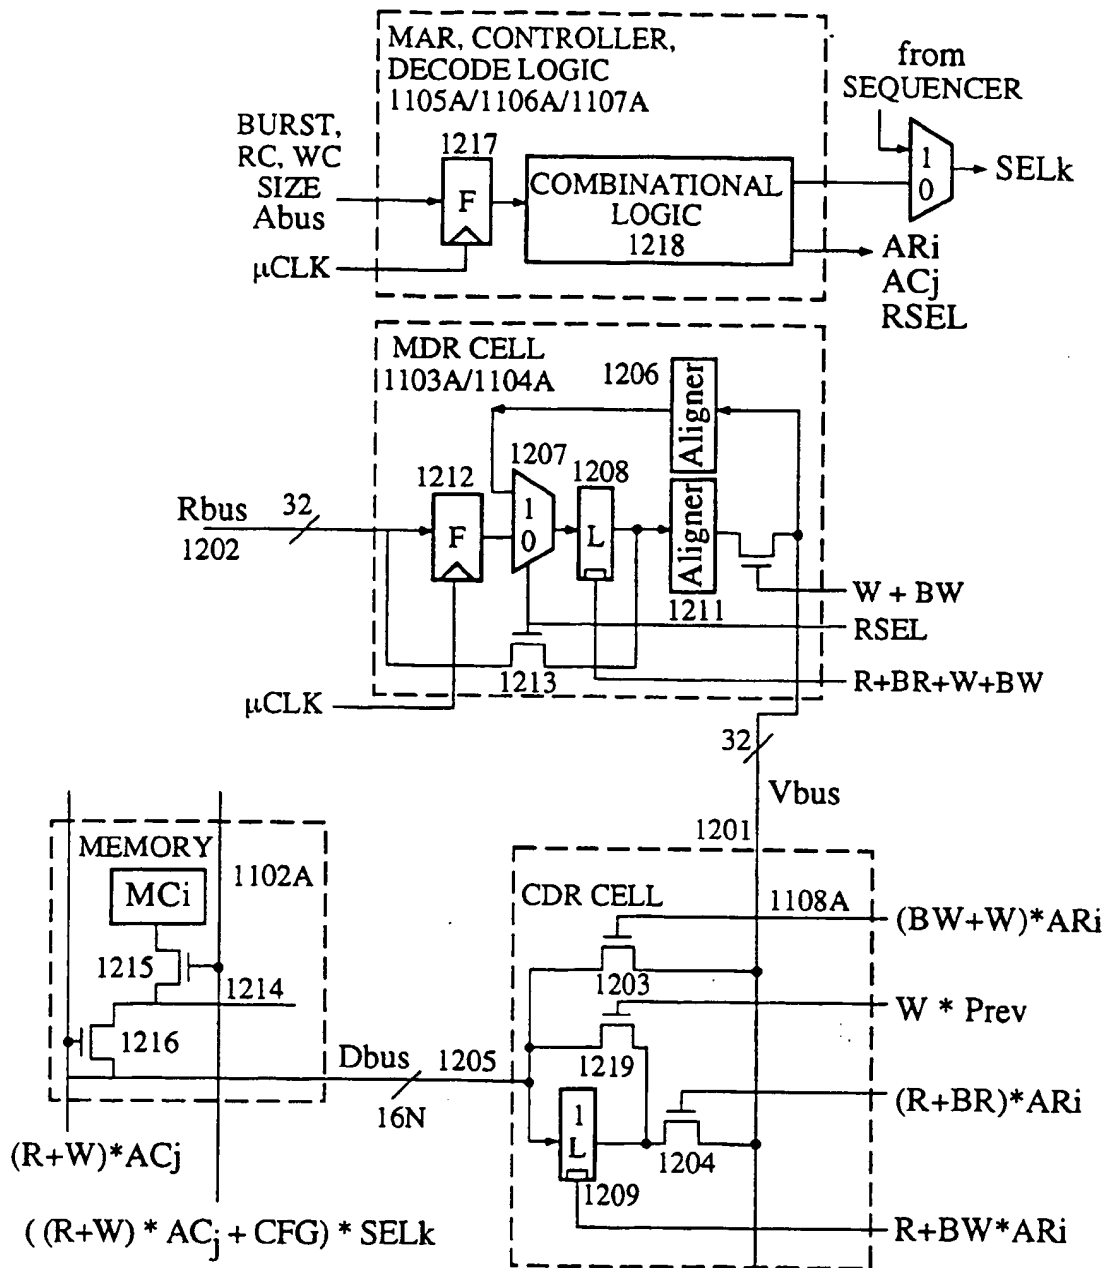 MAR, CONTROLLER,
DECODE LOGIC
1105A/1106A/1107A
from
SEQUENCER
BURST,
RC, WC
SIZE
Abus
1217
F
COMBINATIONAL
LOGIC
1218
1
0
SELk
μCLK
ARi
ACj
RSEL
MDR CELL
1103A/1104A
1206
Aligner
1207
1212
1208
Rbus
32
1202
F
1
0
L
Aligner
1211
W + BW
RSEL
1213
R+BR+W+BW
μCLK
32
Vbus
1201
MEMORY
1102A
MCi
1215
1214
1216
Dbus
1205
16N
CDR CELL
1108A
(BW+W)*ARi
1203
W * Prev
1219
(R+BR)*ARi
1
L
1204
1209
R+BW*ARi
(R+W)*ACj
((R+W) * ACj + CFG) * SELk